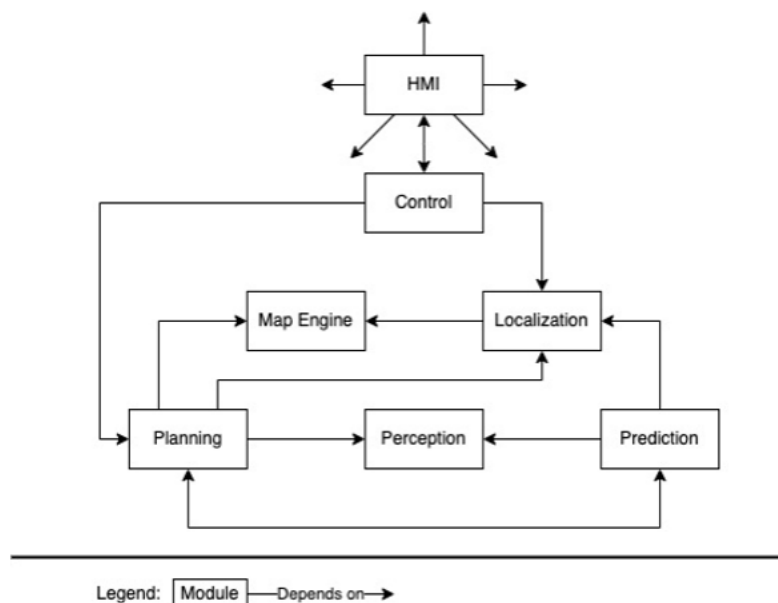 HMI
Control
Map Engine
Localization
Planning
Perception
Prediction
Legend: Module Depends on